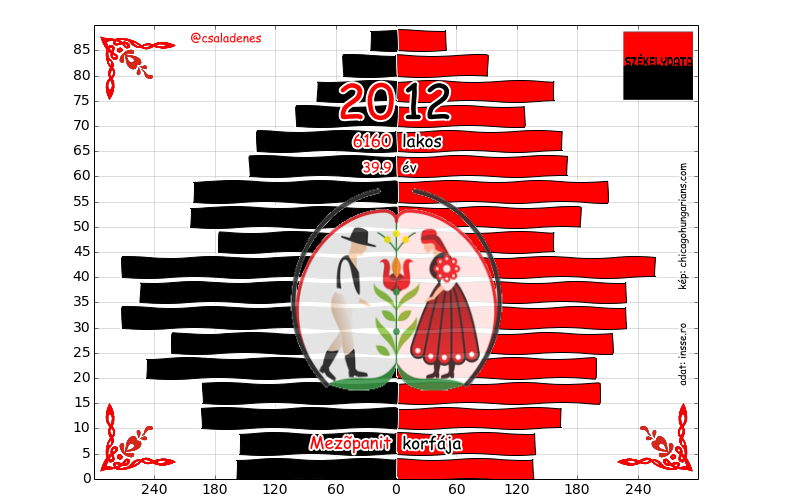 @csaladenes
SZÉKELYDATA
2012
6160 lakos
39.9 év
kép: chicagohungarians.com
adat: insse.ro
Mezőpanit korfája
85
80
75
70
65
60
55
50
45
40
35
30
25
20
15
10
5
0
240 180 120 60 0 60 120 180 240